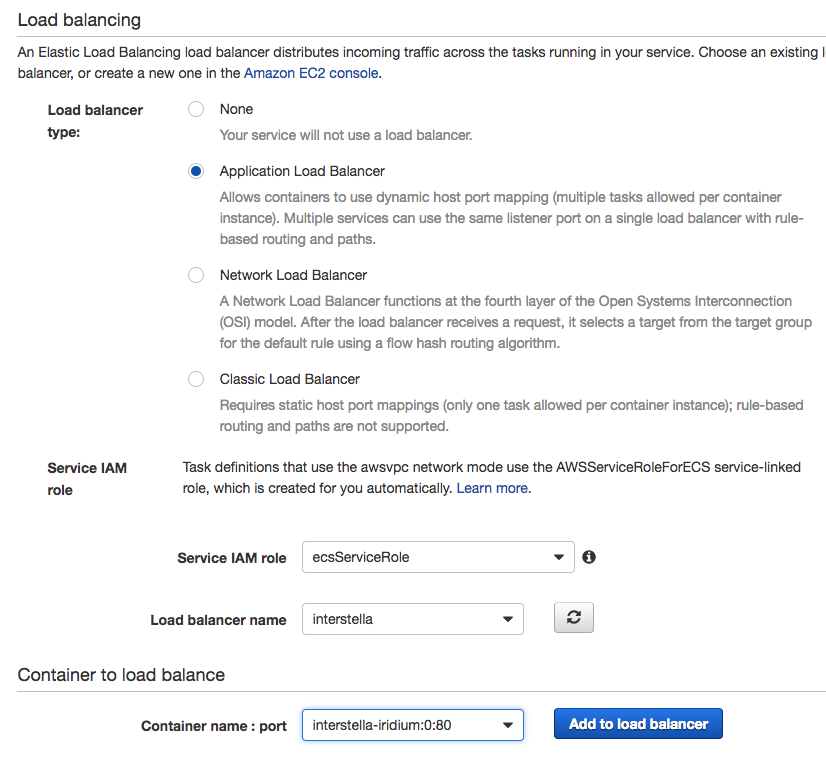 Load balancing
An Elastic Load Balancing load balancer distributes incoming traffic across the tasks running in your service. Choose an existing l
balancer, or create a new one in the Amazon EC2 console.
Load balancer
type:
None
Your service will not use a load balancer.
Application Load Balancer
Allows containers to use dynamic host port mapping (multiple tasks allowed per container
instance). Multiple services can use the same listener port on a single load balancer with rule-
based routing and paths.
Network Load Balancer
A Network Load Balancer functions at the fourth layer of the Open Systems Interconnection
(OSI) model. After the load balancer receives a request, it selects a target from the target group
for the default rule using a flow hash routing algorithm.
Classic Load Balancer
Requires static host port mappings (only one task allowed per container instance); rule-based
routing and paths are not supported.
Service IAM
role
Task definitions that use the awsvpc network mode use the AWSServiceRoleForECS service-linked
role, which is created for you automatically. Learn more.
Service IAM role
ecsServiceRole
Load balancer name
interstella
Container to load balance
Container name : port
interstella-iridium:0:80
Add to load balancer